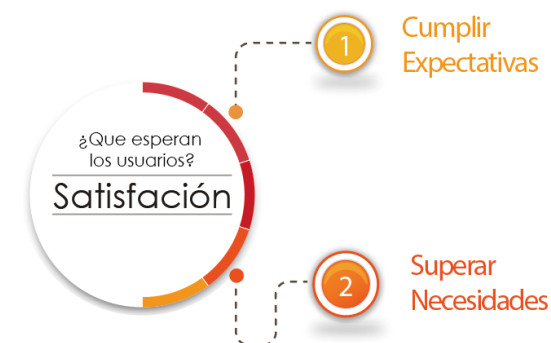 ¿Que esperan
los usuarios?
Satisfación
1
Cumplir
Expectativas
2
Superar
Necesidades